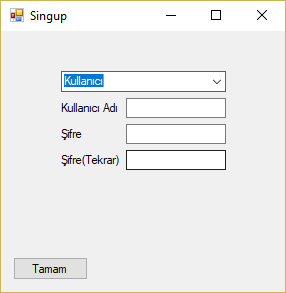 Singup
Kullanıcı
Kullanıcı Adı
Şifre
Şifre(Tekrar)
Tamam